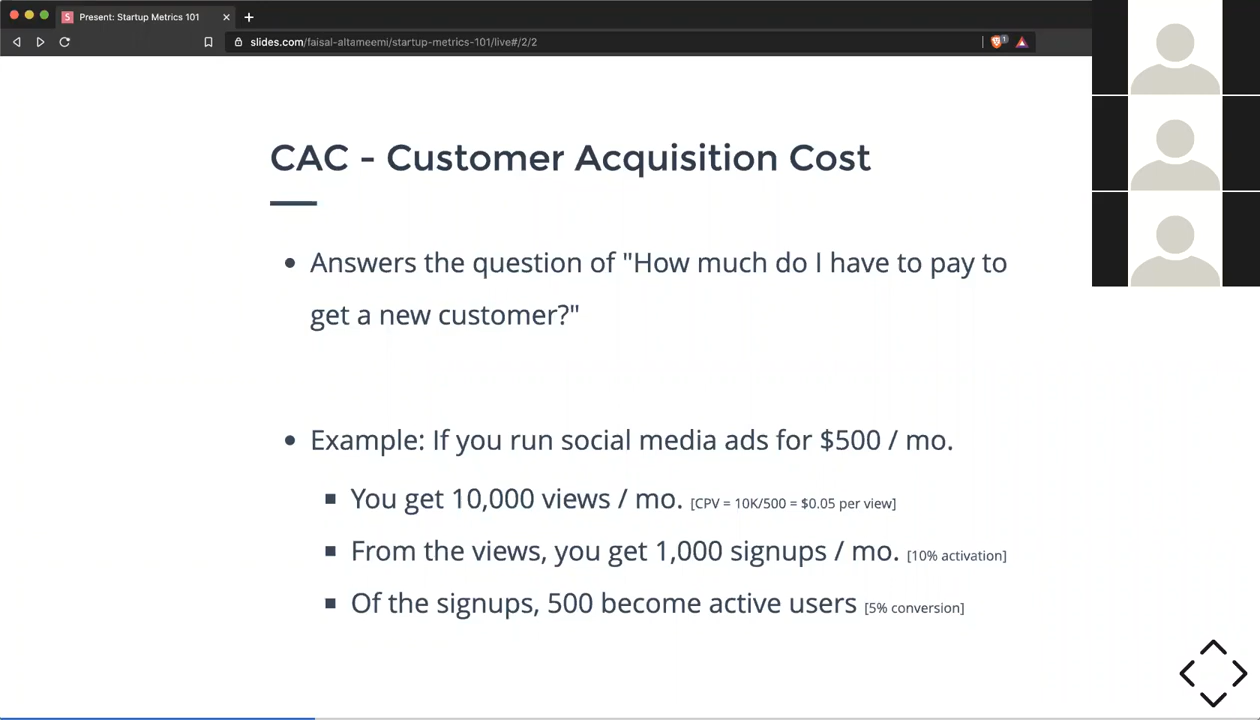 Present: Startup Metrics 101
slides.com/faisal-altameemi/startup-metrics-101/live#/2/2
1
CAC - Customer Acquisition Cost
Answers the question of "How much do I have to pay to
get a new customer?"
Example: If you run social media ads for $500 / mo.
You get 10,000 views / mo. [CPV = 10K/500 = $0.05 per view]
From the views, you get 1,000 signups / mo. [10% activation]
Of the signups, 500 become active users [5% conversion]